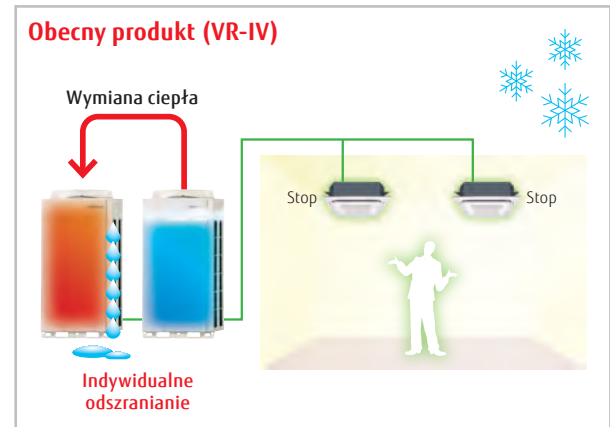 Obecny produkt (VR-IV)
Wymiana ciepła
Stop
Stop
Indywidualne
odszranianie